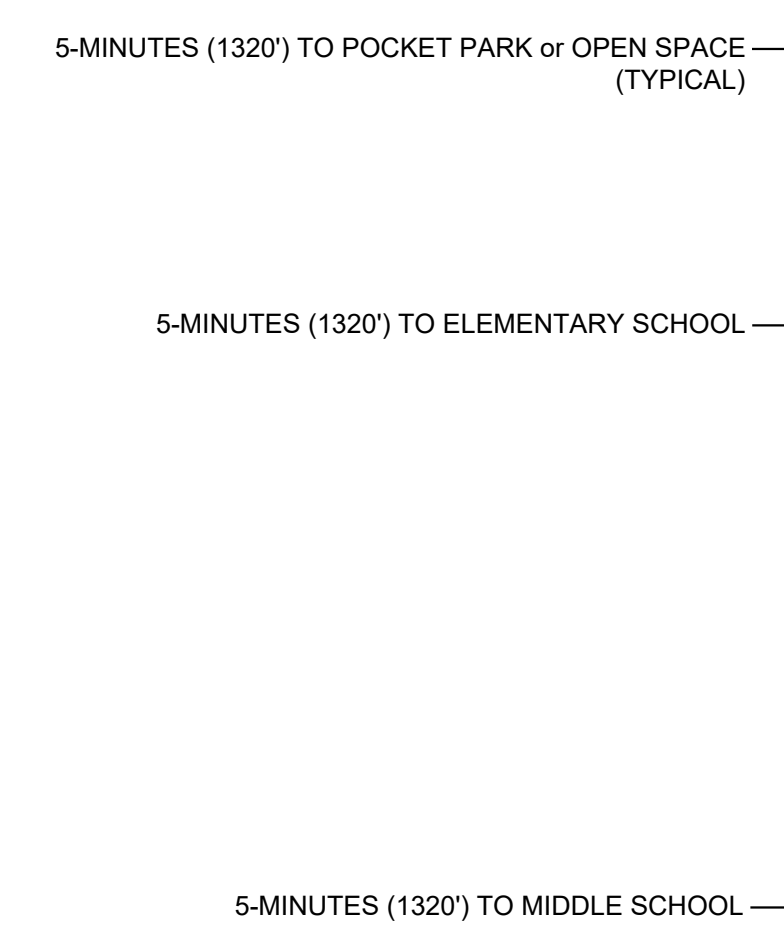 5-MINUTES (1320') TO POCKET PARK or OPEN SPACE
(TYPICAL)
5-MINUTES (1320') TO ELEMENTARY SCHOOL
5-MINUTES (1320') TO MIDDLE SCHOOL